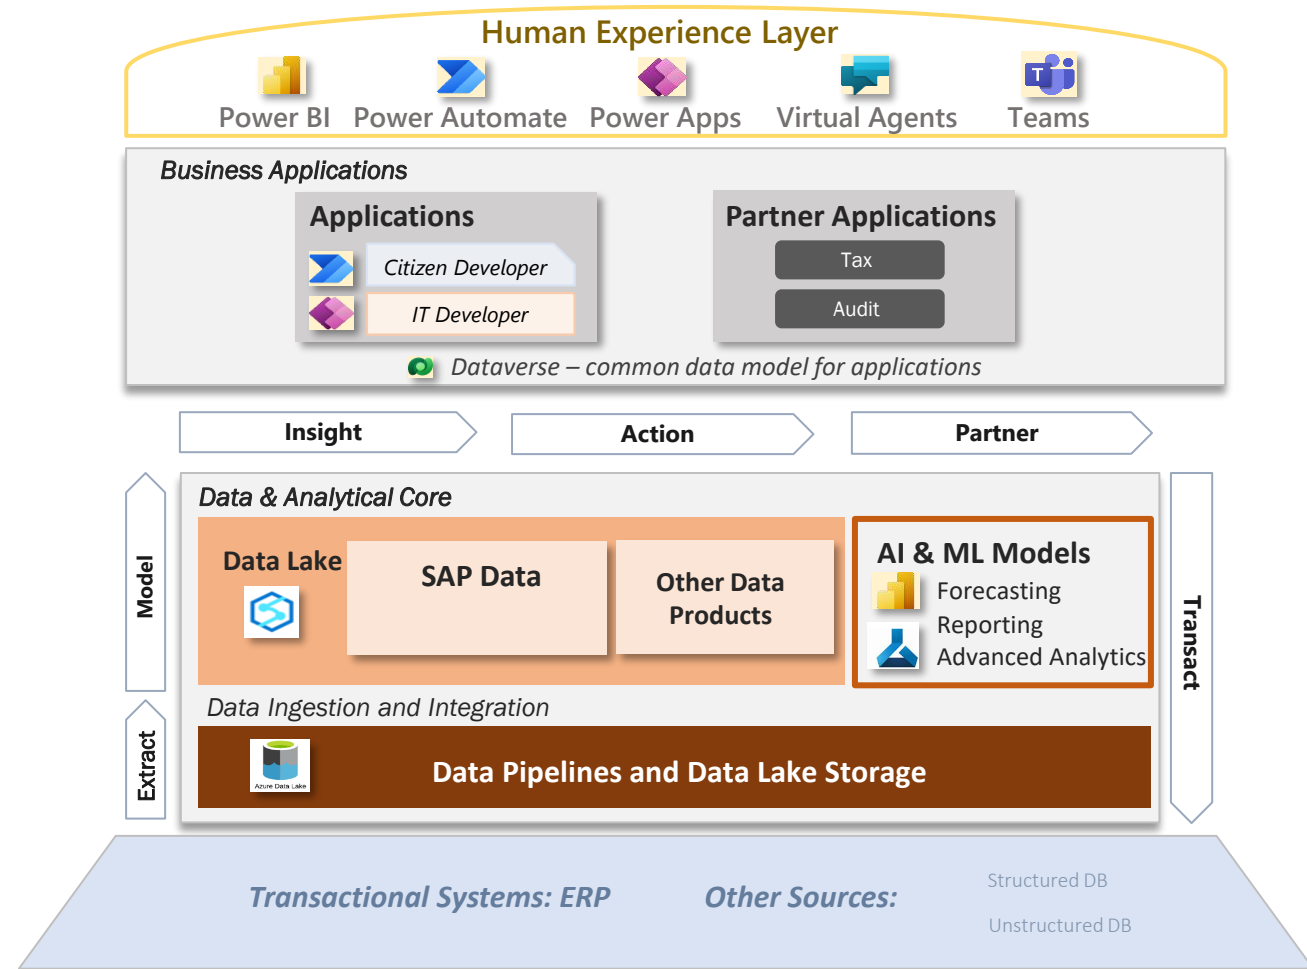 Human Experience Layer
Power BI
Power Automate
Power Apps
Virtual Agents
Teams
T
Business Applications
Applications
Citizen Developer
IT Developer
Partner Applications
Tax
Audit
Dataverse – common data model for applications
Insight
Action
Partner
Model
Extract
Transact
Data & Analytical Core
Data Lake
SAP Data
Other Data
Products
AI & ML Models
Forecasting
Reporting
Advanced Analytics
Data Ingestion and Integration
Azure Data Lake
Data Pipelines and Data Lake Storage
Transactional Systems: ERP
Other Sources:
Structured DB
Unstructured DB